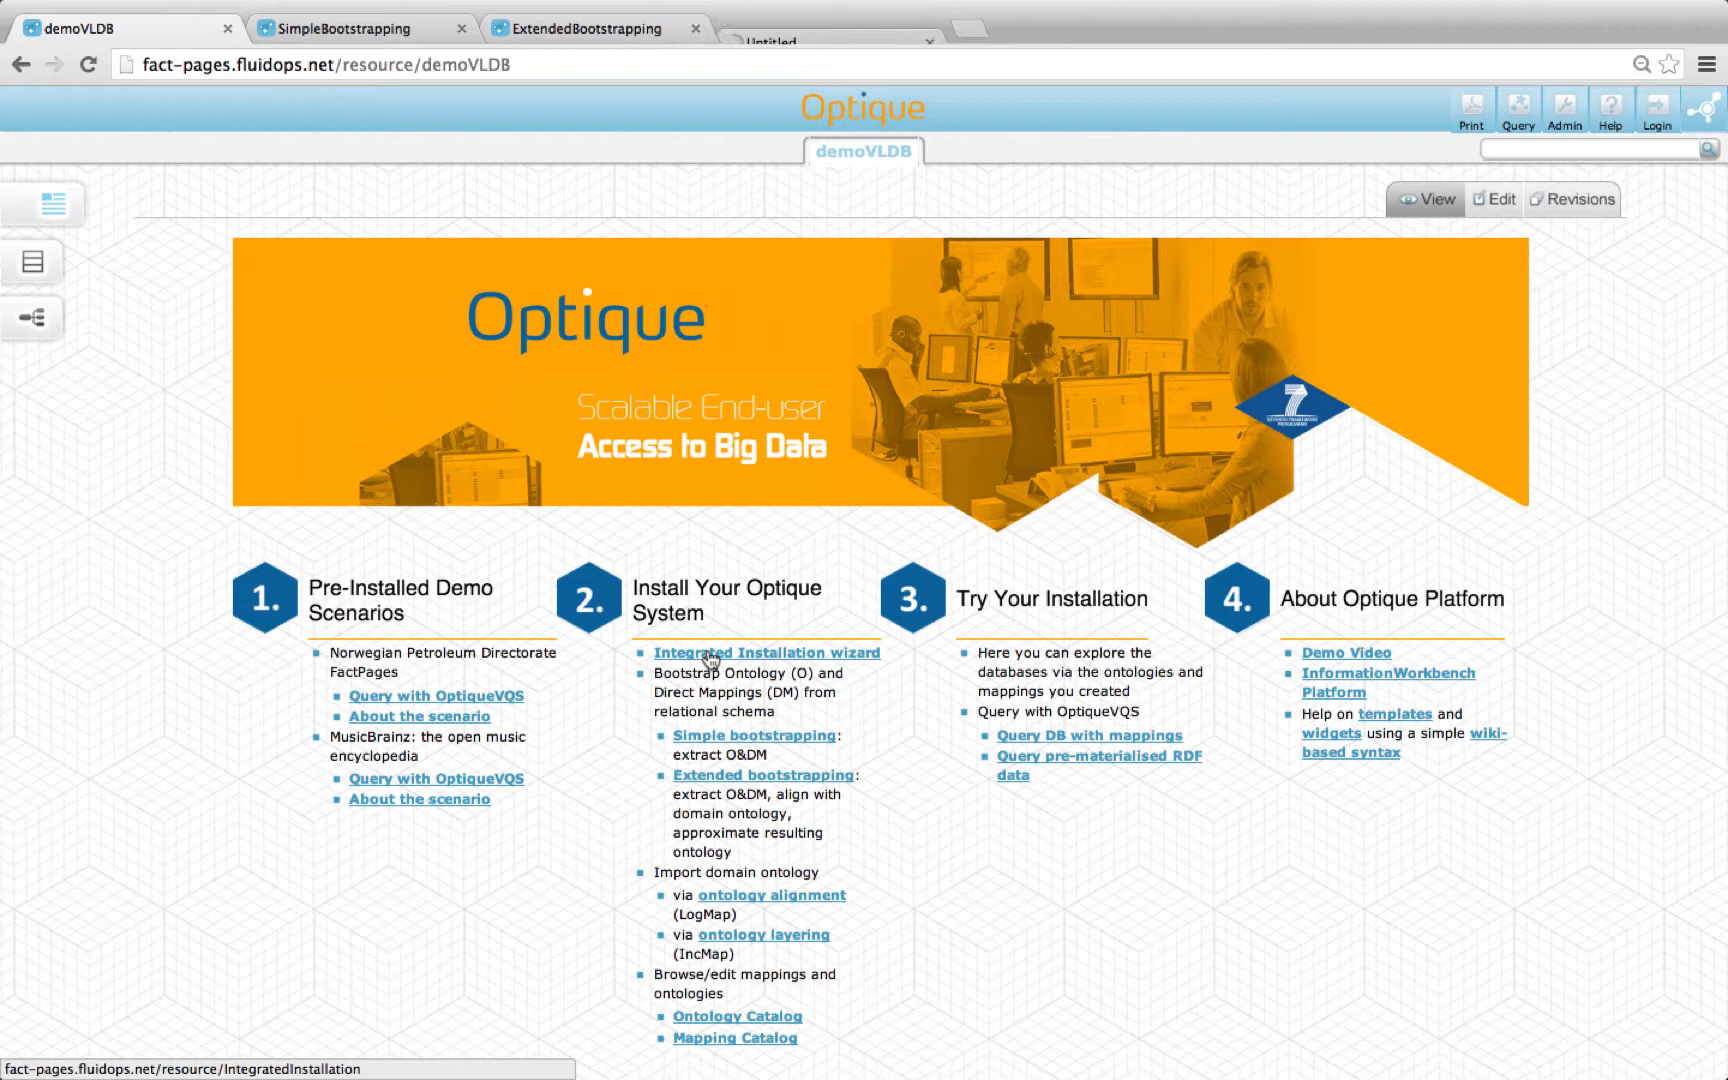 demoVLDB
SimpleBootstrapping
ExtendedBootstrapping
Untitled
fact-pages.fluidops.net/resource/demoVLDB
Optique
Print
Query
Admin
Help
Login
demoVLDB
View
Edit
Revisions
Optique
Scalable End-user
Access to Big Data
7
SEVENTH FRAMEWORK
PROGRAMME
1.
Pre-Installed Demo
Scenarios
Norwegian Petroleum Directorate
FactPages
Query with OptiqueVQS
About the scenario
MusicBrainz: the open music
encyclopedia
Query with OptiqueVQS
About the scenario
2.
Install Your Optique
System
Integrated Installation wizard
Bootstrap Ontology (O) and
Direct Mappings (DM) from
relational schema
Simple bootstrapping:
extract O&DM
Extended bootstrapping:
extract O&DM, align with
domain ontology,
approximate resulting
ontology
Import domain ontology
via ontology alignment
(LogMap)
via ontology layering
(IncMap)
Browse/edit mappings and
ontologies
Ontology Catalog
Mapping Catalog
3.
Try Your Installation
Here you can explore the
databases via the ontologies and
mappings you created
Query with OptiqueVQS
Query DB with mappings
Query pre-materialised RDF
data
4.
About Optique Platform
Demo Video
InformationWorkbench
Platform
Help on templates and
widgets using a simple wiki-
based syntax
fact-pages.fluidops.net/resource/IntegratedInstallation